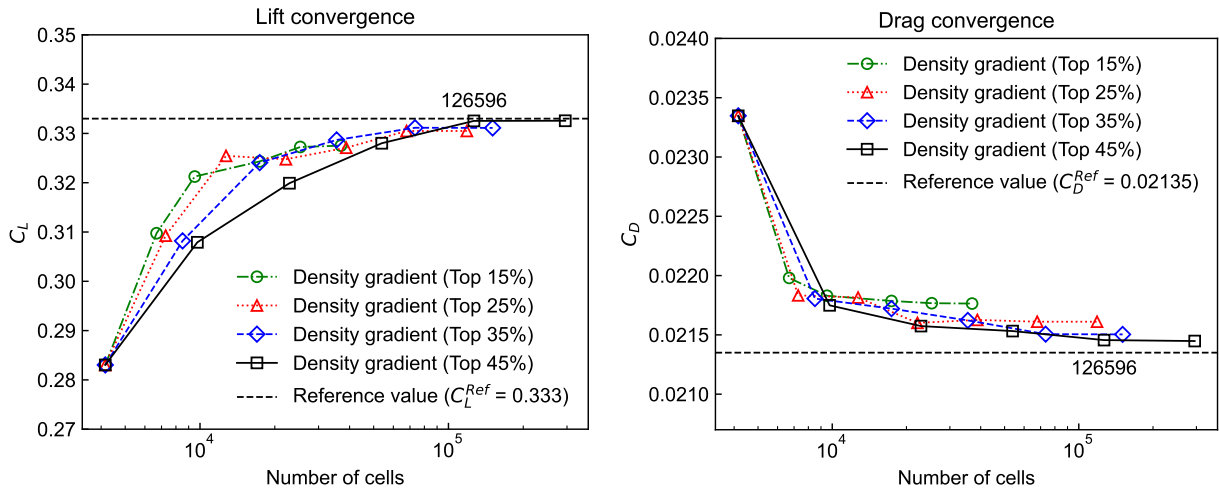 Lift convergence
0.35
0.34
0.33
0.32
0.31
0.30
0.29
0.28
0.27
C_L
126596
Density gradient (Top 15%)
Density gradient (Top 25%)
Density gradient (Top 35%)
Density gradient (Top 45%)
Reference value (C_L^{Ref} = 0.333)
10^4
10^5
Number of cells
Drag convergence
0.0240
0.0235
0.0230
0.0225
0.0220
0.0215
0.0210
C_D
Density gradient (Top 15%)
Density gradient (Top 25%)
Density gradient (Top 35%)
Density gradient (Top 45%)
Reference value (C_D^{Ref} = 0.02135)
126596
10^4
10^5
Number of cells